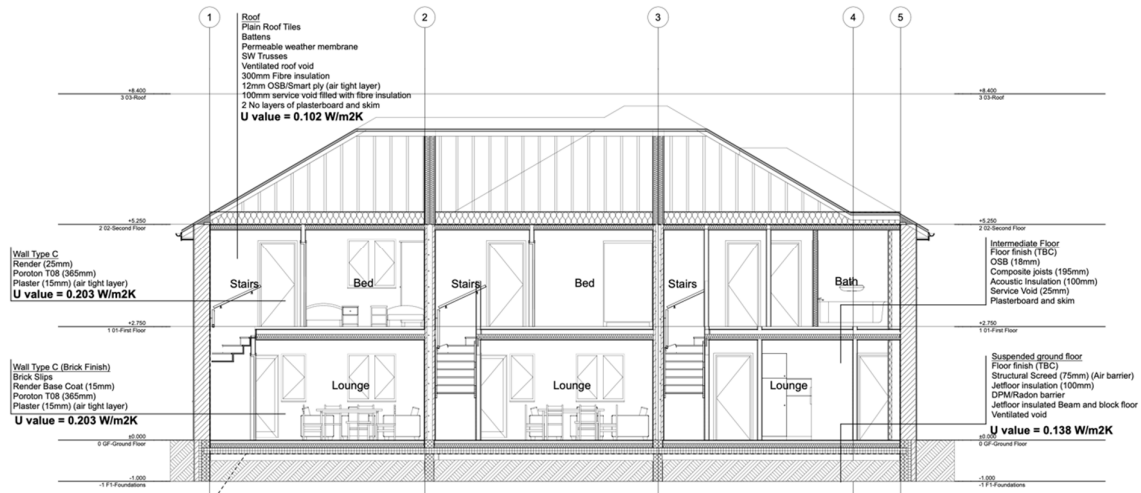 1
2
3
4
5
Roof
Plain Roof Tiles
Battens
Permeable weather membrane
SW Trusses
Ventilated roof void
300mm Fibre insulation
12mm OSB/Smart ply (air tight layer)
100mm service void filled with fibre insulation
2 No layers of plasterboard and skim
U value = 0.102 W/m2K
+8.400
3 03-Roof
+8.400
3 03-Roof
+5.250
2 02-Second Floor
+5.250
2 02-Second Floor
Wall Type C
Render (25mm)
Poroton T08 (365mm)
Plaster (15mm) (air tight layer)
U value = 0.203 W/m2K
Stairs
Bed
Stairs
Bed
Stairs
Bath
Intermediate Floor
Floor finish (TBC)
OSB (18mm)
Composite joists (195mm)
Acoustic Insulation (100mm)
Service Void (25mm)
Plasterboard and skim
+2.750
1 01-First Floor
+2.750
1 01-First Floor
Wall Type C (Brick Finish)
Brick Slips
Render Base Coat (15mm)
Poroton T08 (365mm)
Plaster (15mm) (air tight layer)
U value = 0.203 W/m2K
Lounge
Lounge
Lounge
Suspended ground floor
Floor finish (TBC)
Structural Screed (75mm) (Air barrier)
Jetfloor insulation (100mm)
DPM/Radon barrier
Jetfloor insulated Beam and block floor
Ventilated void
U value = 0.138 W/m2K
±0.000
0 GF-Ground Floor
±0.000
0 GF-Ground Floor
-1.000
-1 F1-Foundations
-1.000
-1 F1-Foundations